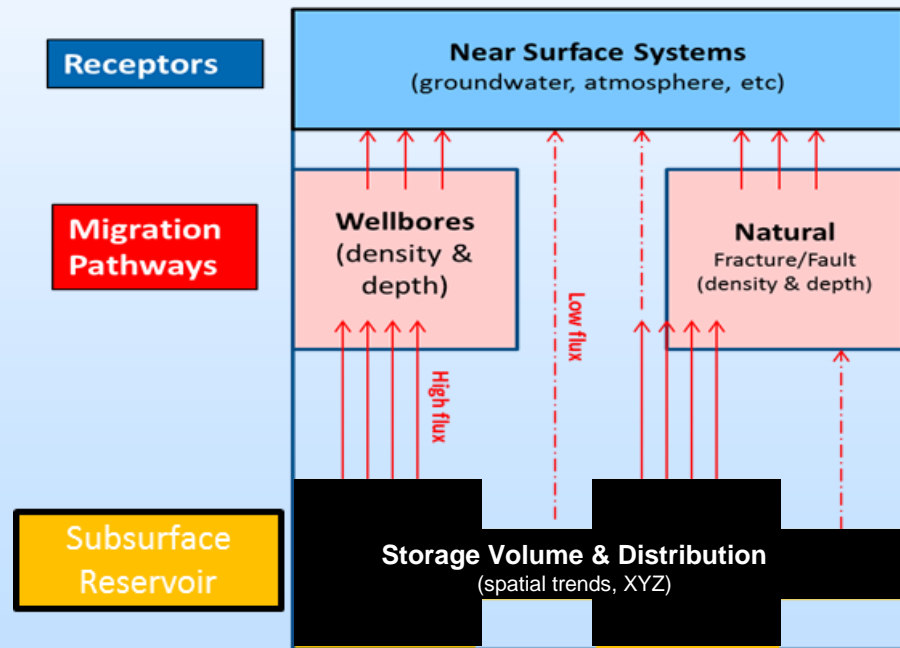 Receptors
Near Surface Systems
(groundwater, atmosphere, etc)
Migration
Pathways
Wellbores
(density &
depth)
Natural
Fracture/Fault
(density & depth)
Low flux
High flux
Subsurface
Reservoir
Storage Volume & Distribution
(spatial trends, XYZ)